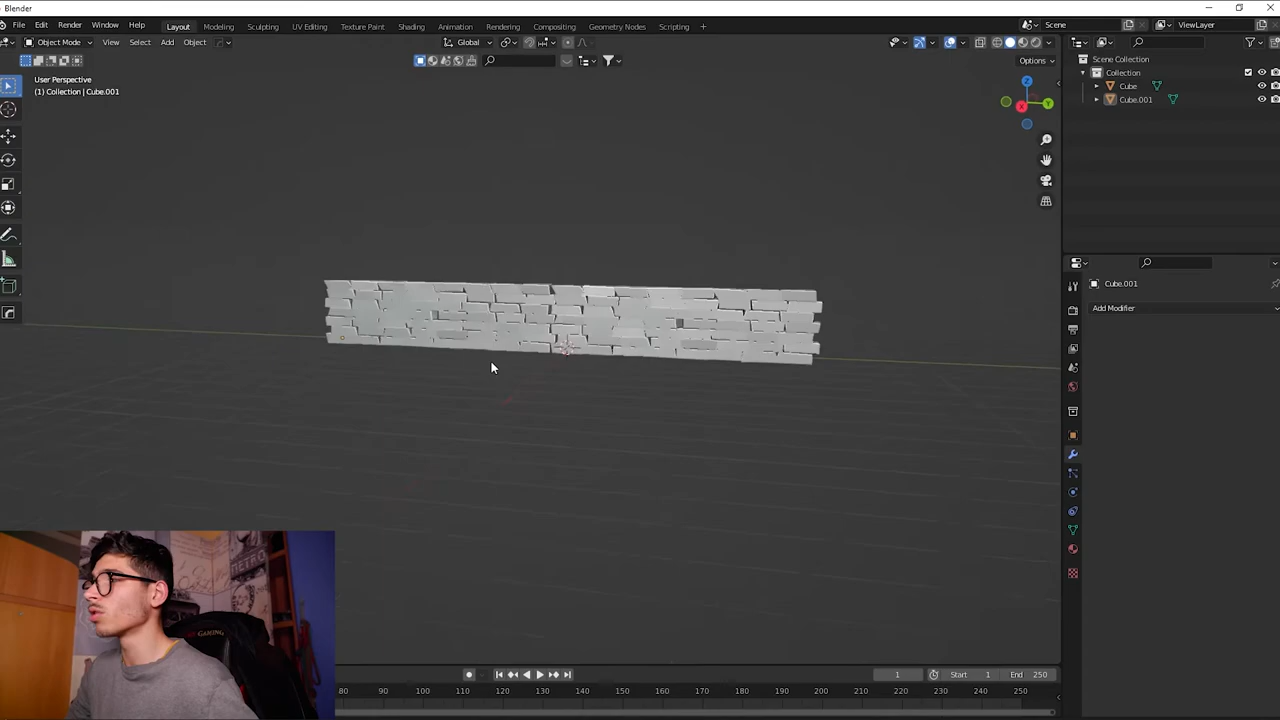 Blender
File Edit Render Window Help Layout Modeling Sculpting UV Editing Texture Paint Shading Animation Rendering Compositing Geometry Nodes Scripting + Scene ViewLayer
Object Mode View Select Add Object Global
Options
User Perspective
(1) Collection | Cube.001
Scene Collection
Collection
Cube
Cube.001
X
Y
Z
Cube.001
Add Modifier
GAMING
1 Start 1 End 250
80 90 100 110 120 130 140 150 160 170 180 190 200 210 220 230 240 250